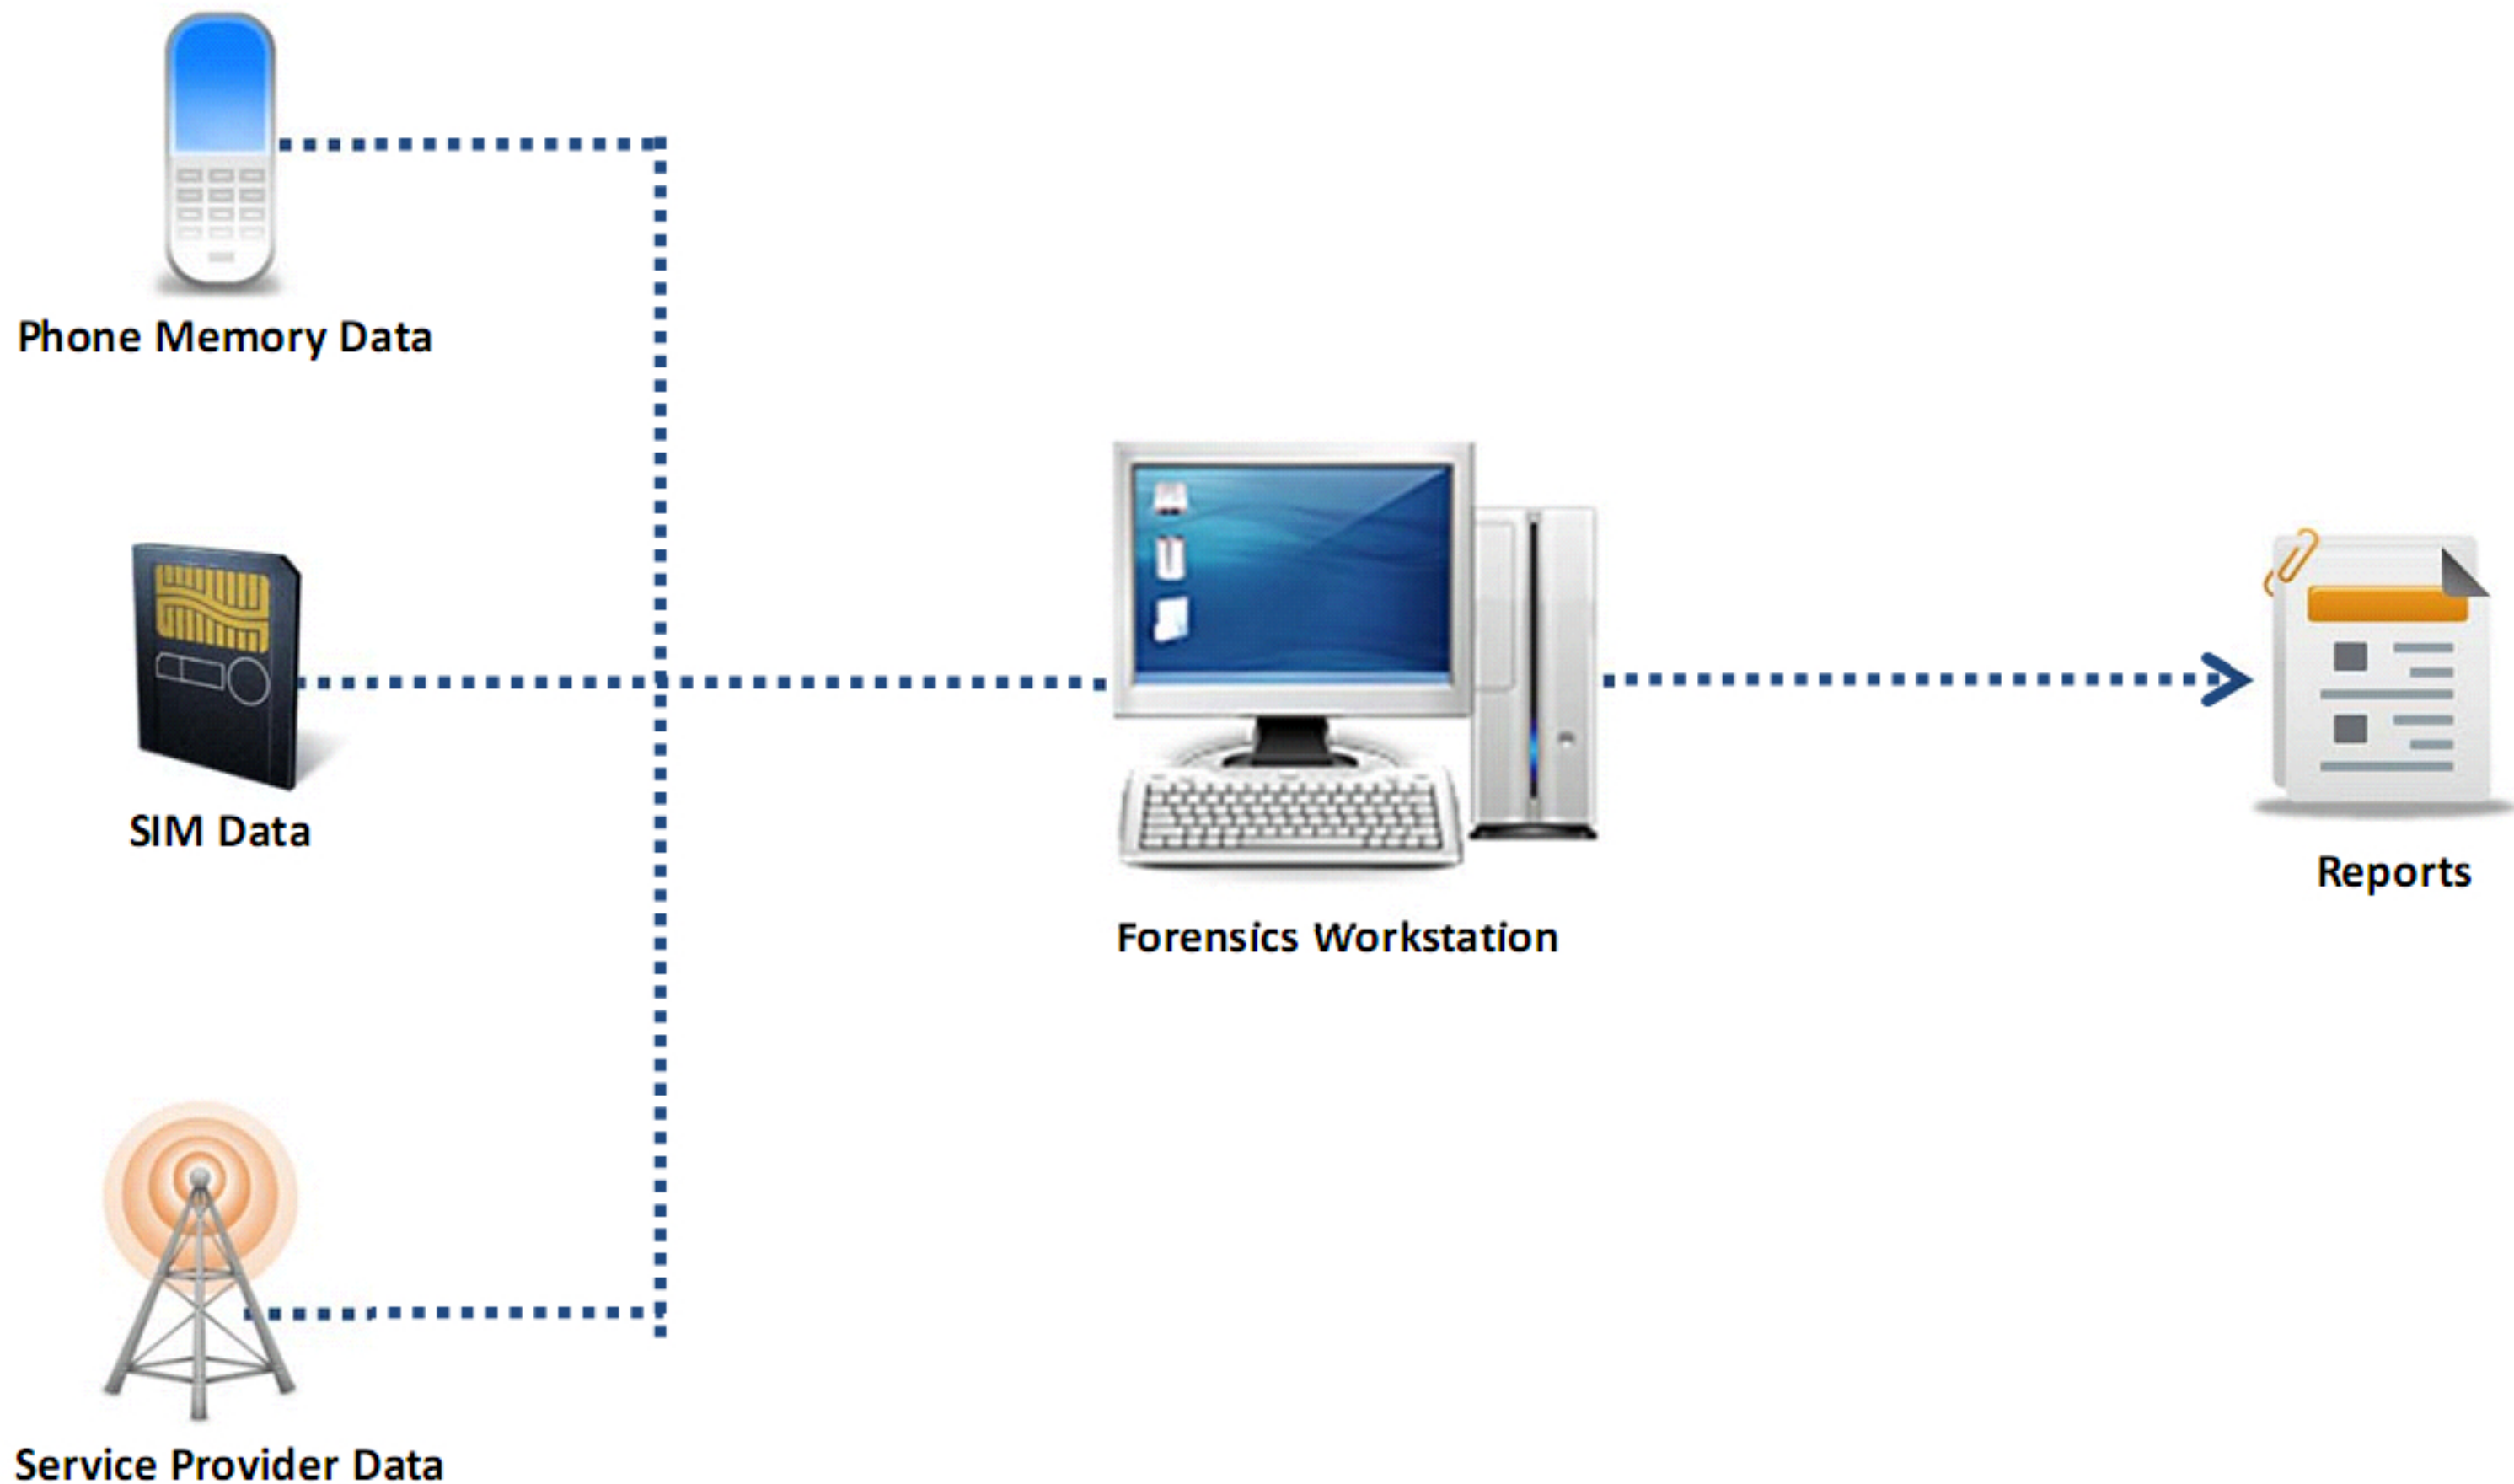 Phone Memory Data
SIM Data
Service Provider Data
Forensics Workstation
Reports